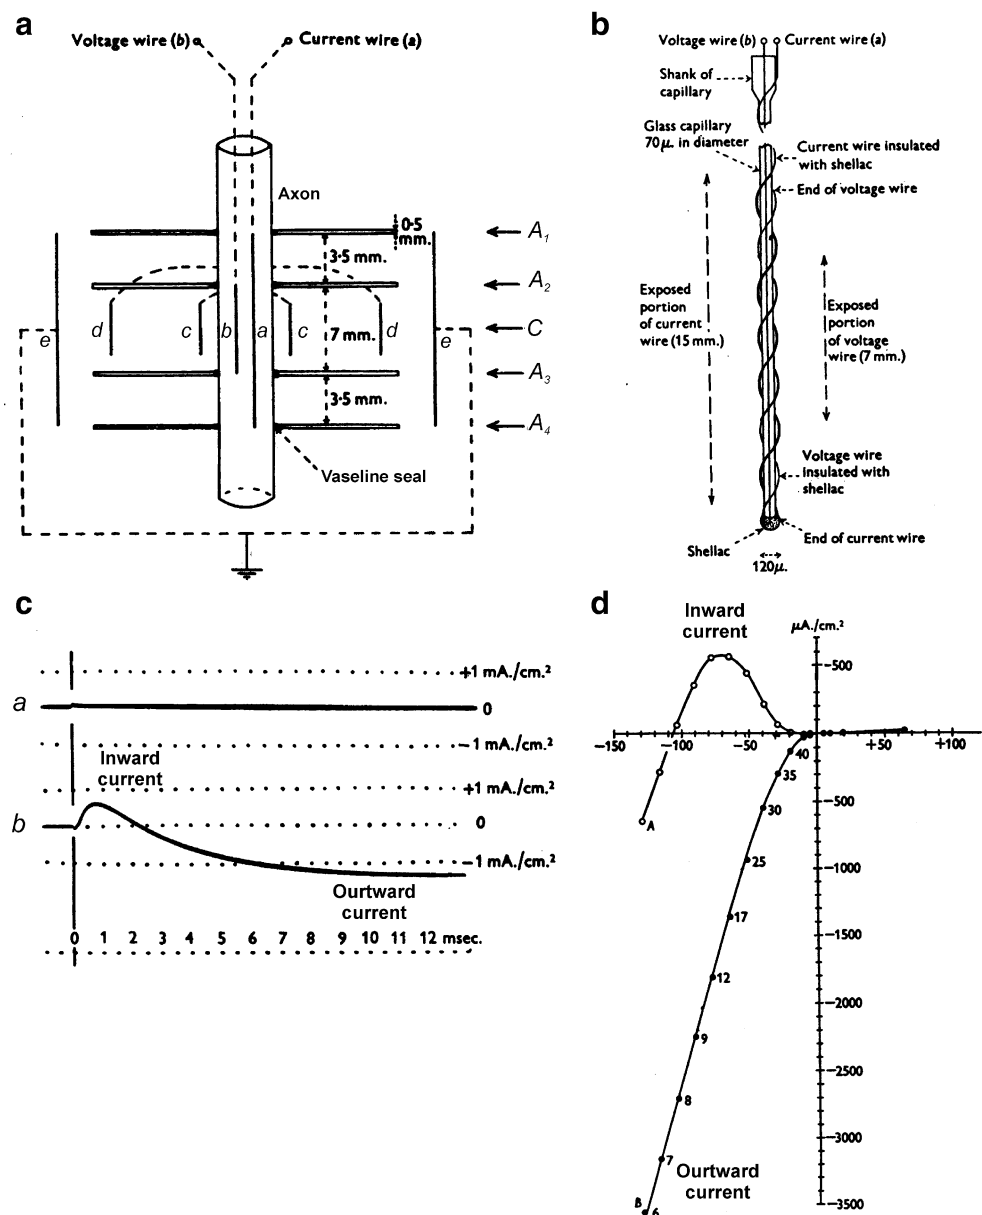 a
Voltage wire (b)
Current wire (a)
Axon
0·5
mm.
3·5 mm.
7 mm.
3·5 mm.
A1
A2
C
A3
A4
e
d
c
b
a
c
d
e
Vaseline seal
b
Voltage wire (b)
Current wire (a)
Shank of
capillary
Glass capillary
70μ. in diameter
Current wire insulated
with shellac
End of voltage wire
Exposed
portion
of current
wire (15 mm.)
Exposed
portion
of voltage
wire (7 mm.)
Voltage wire
insulated with
shellac
Shellac
End of current wire
120μ.
c
+1 mA./cm.²
a
0
−1 mA./cm.²
Inward
current
+1 mA./cm.²
b
0
−1 mA./cm.²
Ourtward
current
0 1 2 3 4 5 6 7 8 9 10 11 12 msec.
d
Inward
current
μA./cm.²
−500
−150 −100 −50 +50 +100
40
35
A
30
−500
25
−1000
17
−1500
12
−2000
9
−2500
8
−3000
7
Ourtward
current
B
6
−3500